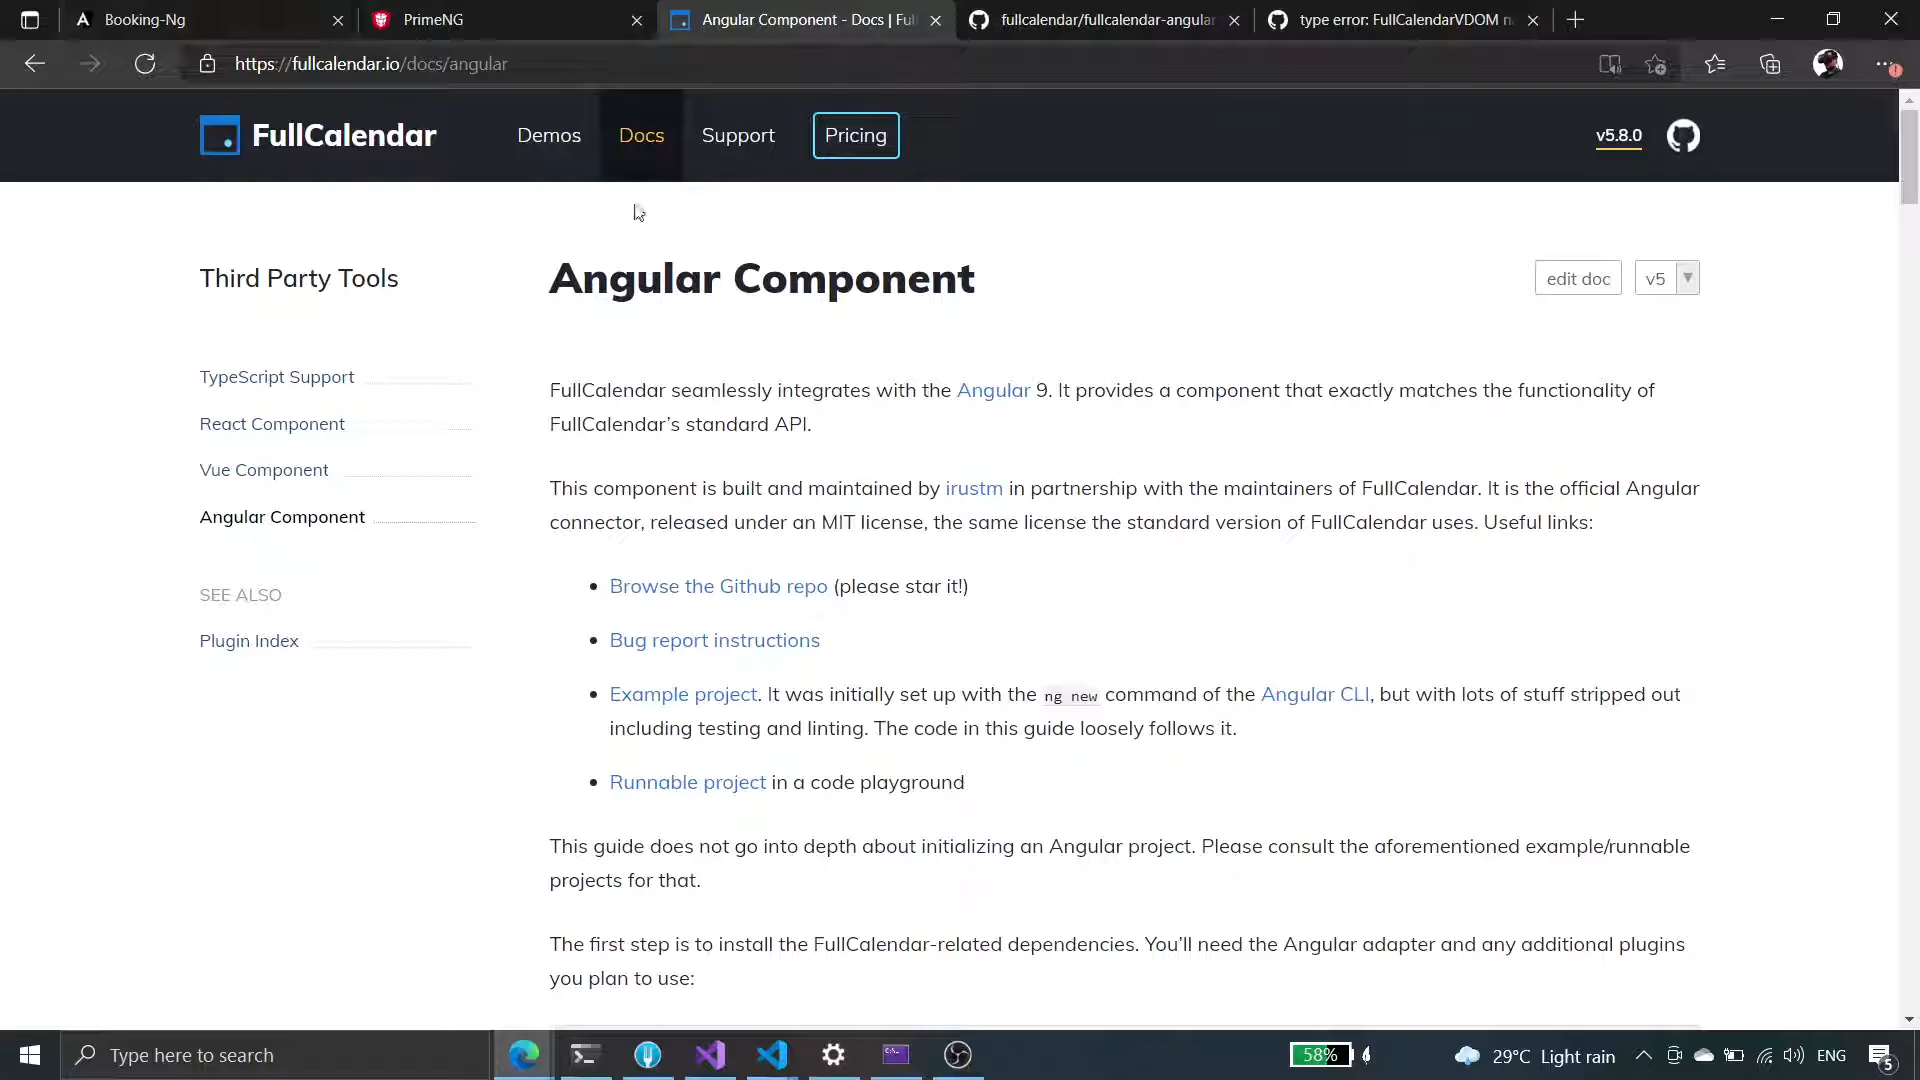 Booking-Ng
PrimeNG
Angular Component - Docs | Ful
fullcalendar/fullcalendar-angular
type error: FullCalendarVDOM n
https://fullcalendar.io/docs/angular
FullCalendar
Demos
Docs
Support
Pricing
v5.8.0
Third Party Tools
TypeScript Support
React Component
Vue Component
Angular Component
SEE ALSO
Plugin Index
Angular Component
edit doc
v5
FullCalendar seamlessly integrates with the Angular 9. It provides a component that exactly matches the functionality of
FullCalendar’s standard API.
This component is built and maintained by irustm in partnership with the maintainers of FullCalendar. It is the official Angular
connector, released under an MIT license, the same license the standard version of FullCalendar uses. Useful links:
• Browse the Github repo (please star it!)
• Bug report instructions
• Example project. It was initially set up with the ng new command of the Angular CLI, but with lots of stuff stripped out
including testing and linting. The code in this guide loosely follows it.
• Runnable project in a code playground
This guide does not go into depth about initializing an Angular project. Please consult the aforementioned example/runnable
projects for that.
The first step is to install the FullCalendar-related dependencies. You’ll need the Angular adapter and any additional plugins
you plan to use:
Type here to search
58%
29°C Light rain
ENG
5